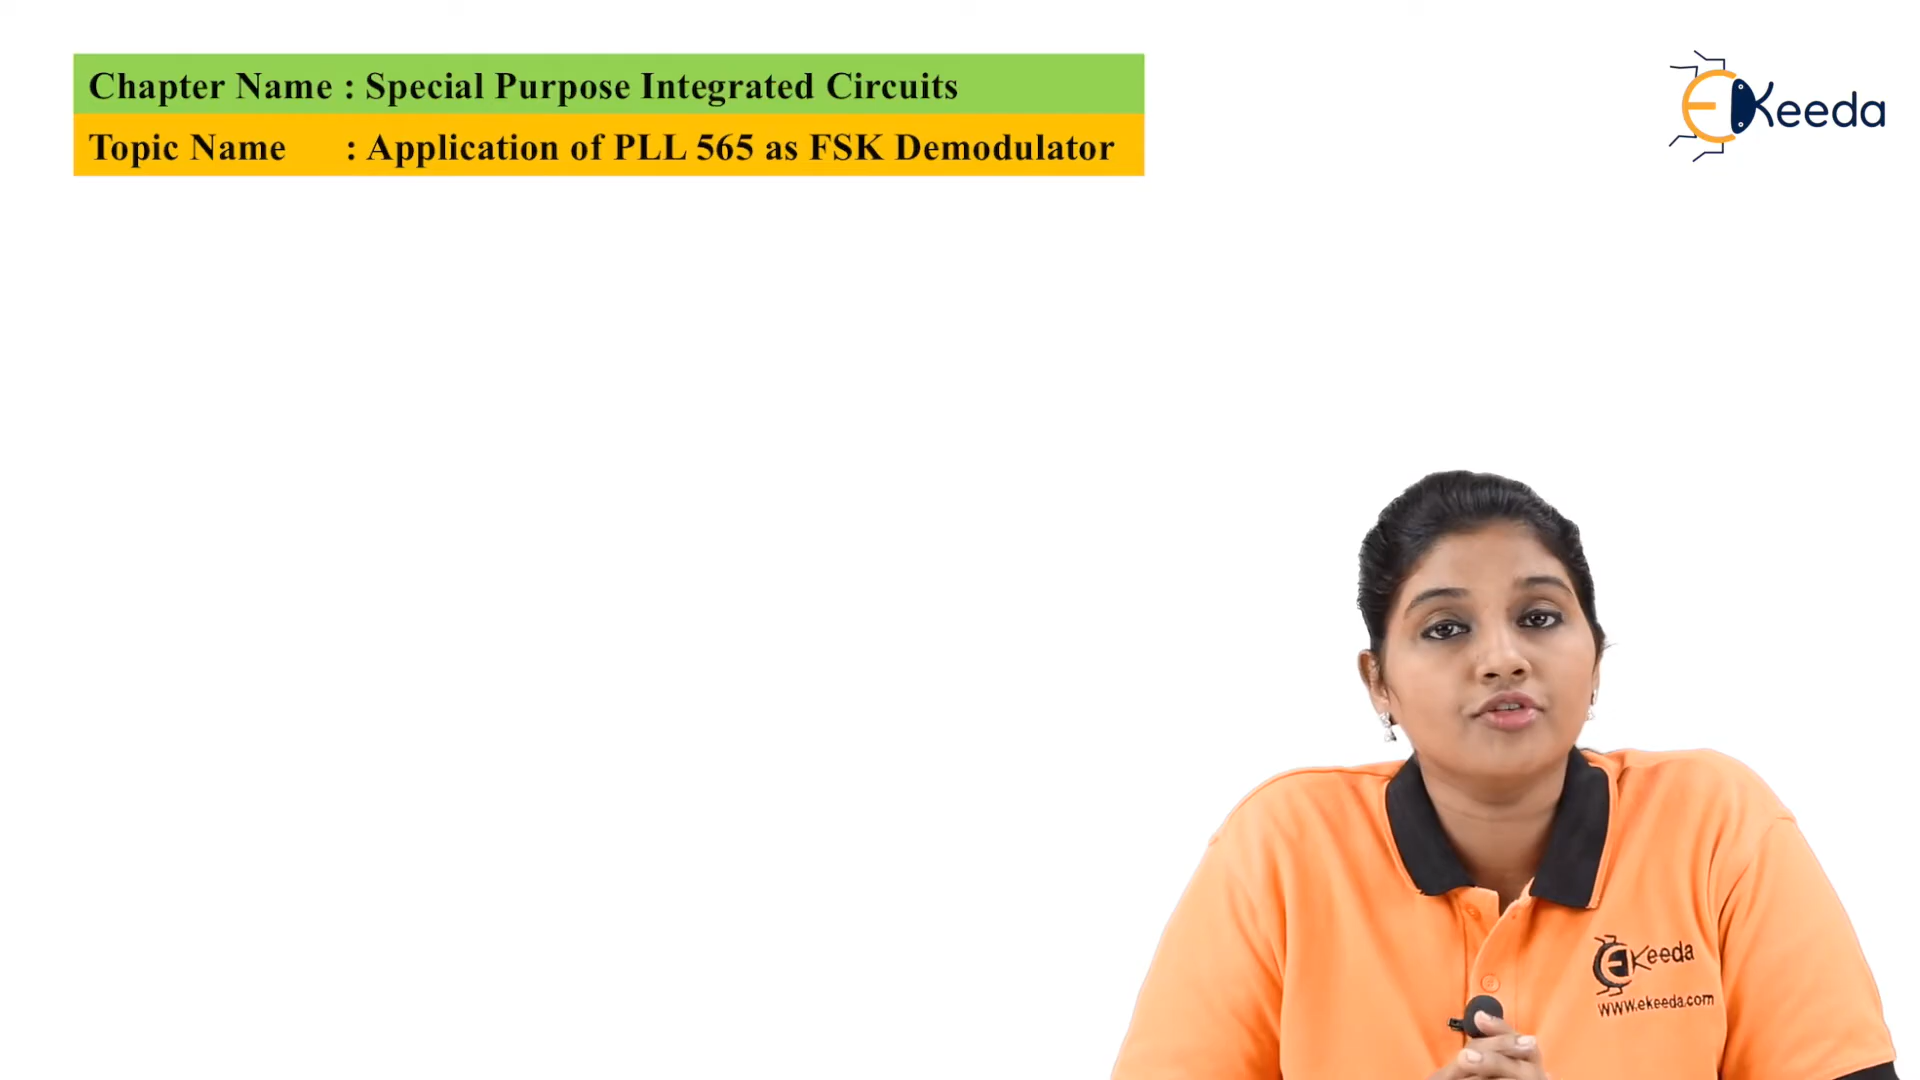 Chapter Name : Special Purpose Integrated Circuits
Topic Name : Application of PLL 565 as FSK Demodulator
EKeeda
EKeeda
www.ekeeda.com